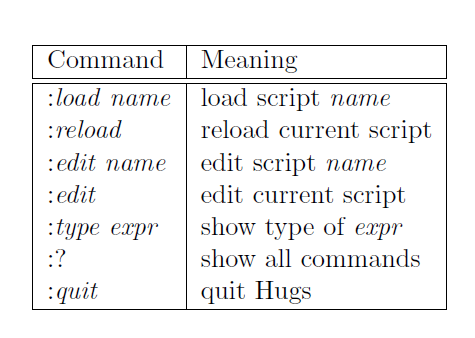 Command Meaning
:load name load script name
:reload reload current script
:edit name edit script name
:edit edit current script
:type expr show type of expr
:? show all commands
:quit quit Hugs